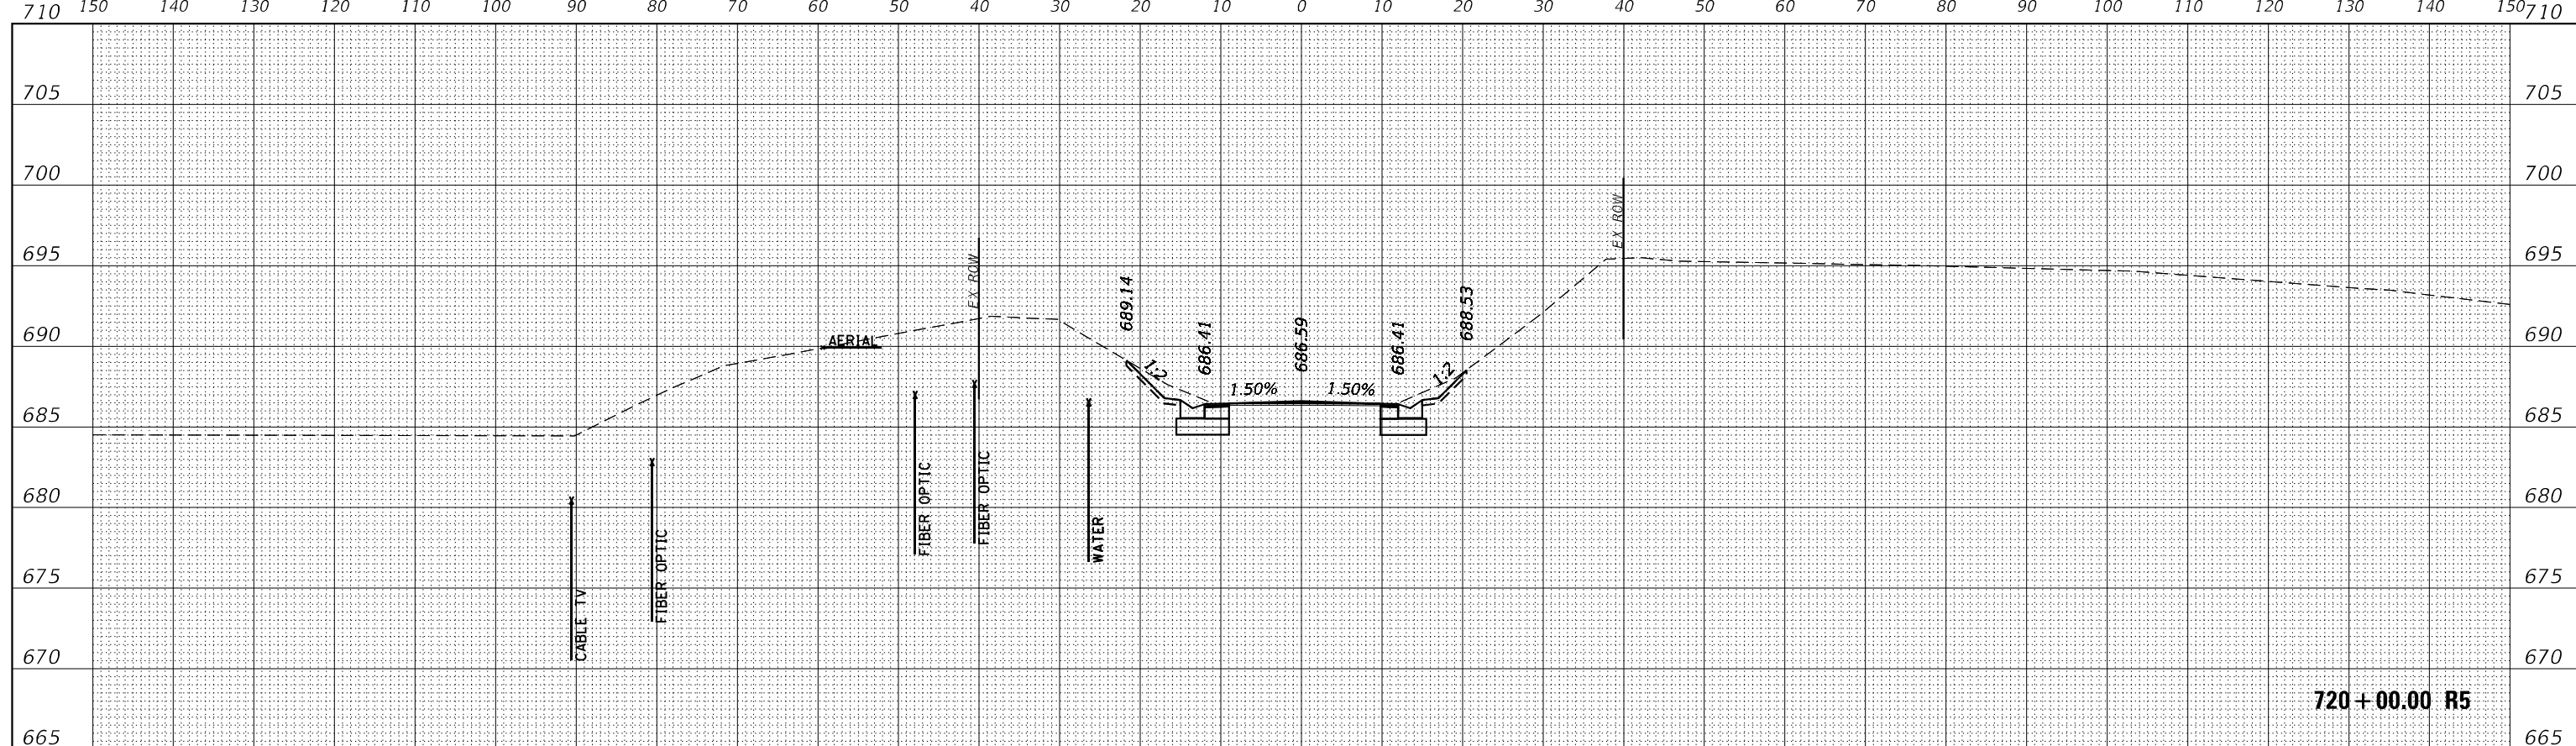 710 150 140 130 120 110 100 90 80 70 60 50 40 30 20 10 0 10 20 30 40 50 60 70 80 90 100 110 120 130 140 150 710
705 705
700 700
EX ROW
695 695
EX ROW
689.14 686.41 686.59 686.41 688.53
690 690
AERIAL
1:2 1.50% 1.50% 1:2
685 685
680 680
FIBER OPTIC
FIBER OPTIC
WATER
675 675
FIBER OPTIC
CABLE TV
670 670
720+00.00 R5
665 665